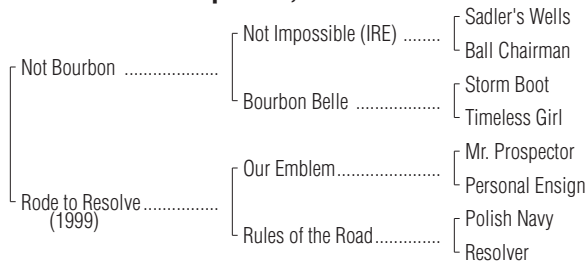 Sadler's Wells
Not Impossible (IRE) ........
Ball Chairman
Not Bourbon ....................
Storm Boot
Bourbon Belle ..................
Timeless Girl
Mr. Prospector
Our Emblem......................
Personal Ensign
Rode to Resolve................
(1999)
Polish Navy
Rules of the Road...............
Resolver